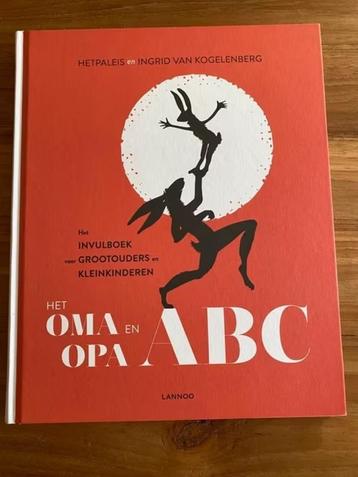 HETPALEIS en INGRID VAN KOGELENBERG
Het
INVULBOEK
voor GROOTOUDERS en
KLEINKINDEREN
HET
OMA EN
OPA ABC
LANNOO